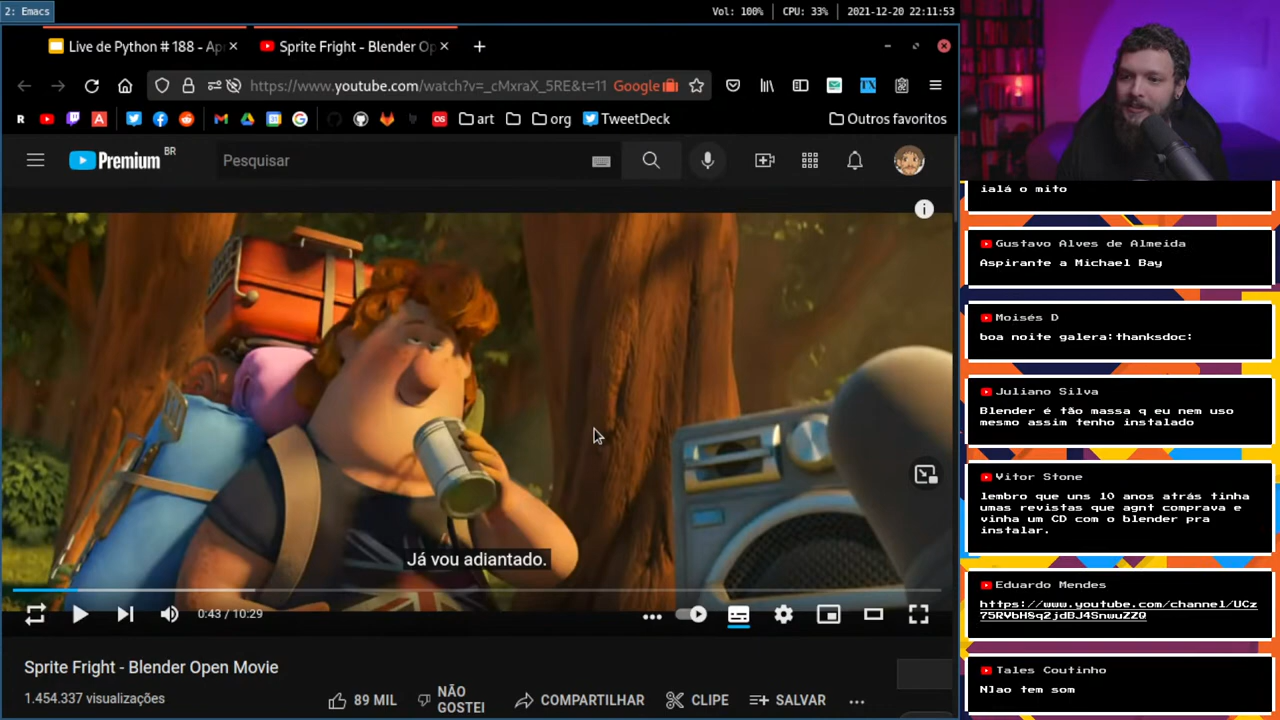 2: Emacs
Vol: 100% | CPU: 33% | 2021-12-20 22:11:53
Live de Python # 188 - Ap
Sprite Fright - Blender Op
https://www.youtube.com/watch?v=_cMxraX_5RE&t=11
Google
R
art
org
TweetDeck
Outros favoritos
Premium BR
Pesquisar
Já vou adiantado.
0:43 / 10:29
Sprite Fright - Blender Open Movie
1.454.337 visualizações
89 MIL
NÃO GOSTEI
COMPARTILHAR
CLIPE
SALVAR
ialá o mito
Gustavo Alves de Almeida
Aspirante a Michael Bay
Moisés D
boa noite galera:thanksdoc:
Juliano Silva
Blender é tão massa q eu nem uso
mesmo assim tenho instalado
Vitor Stone
lembro que uns 10 anos atrás tinha
umas revistas que agnt comprava e
vinha um CD com o blender pra
instalar.
Eduardo Mendes
https://www.youtube.com/channel/UCz
75RVbH8q2jdBJ4SnwuZZQ
Tales Coutinho
N]ao tem som